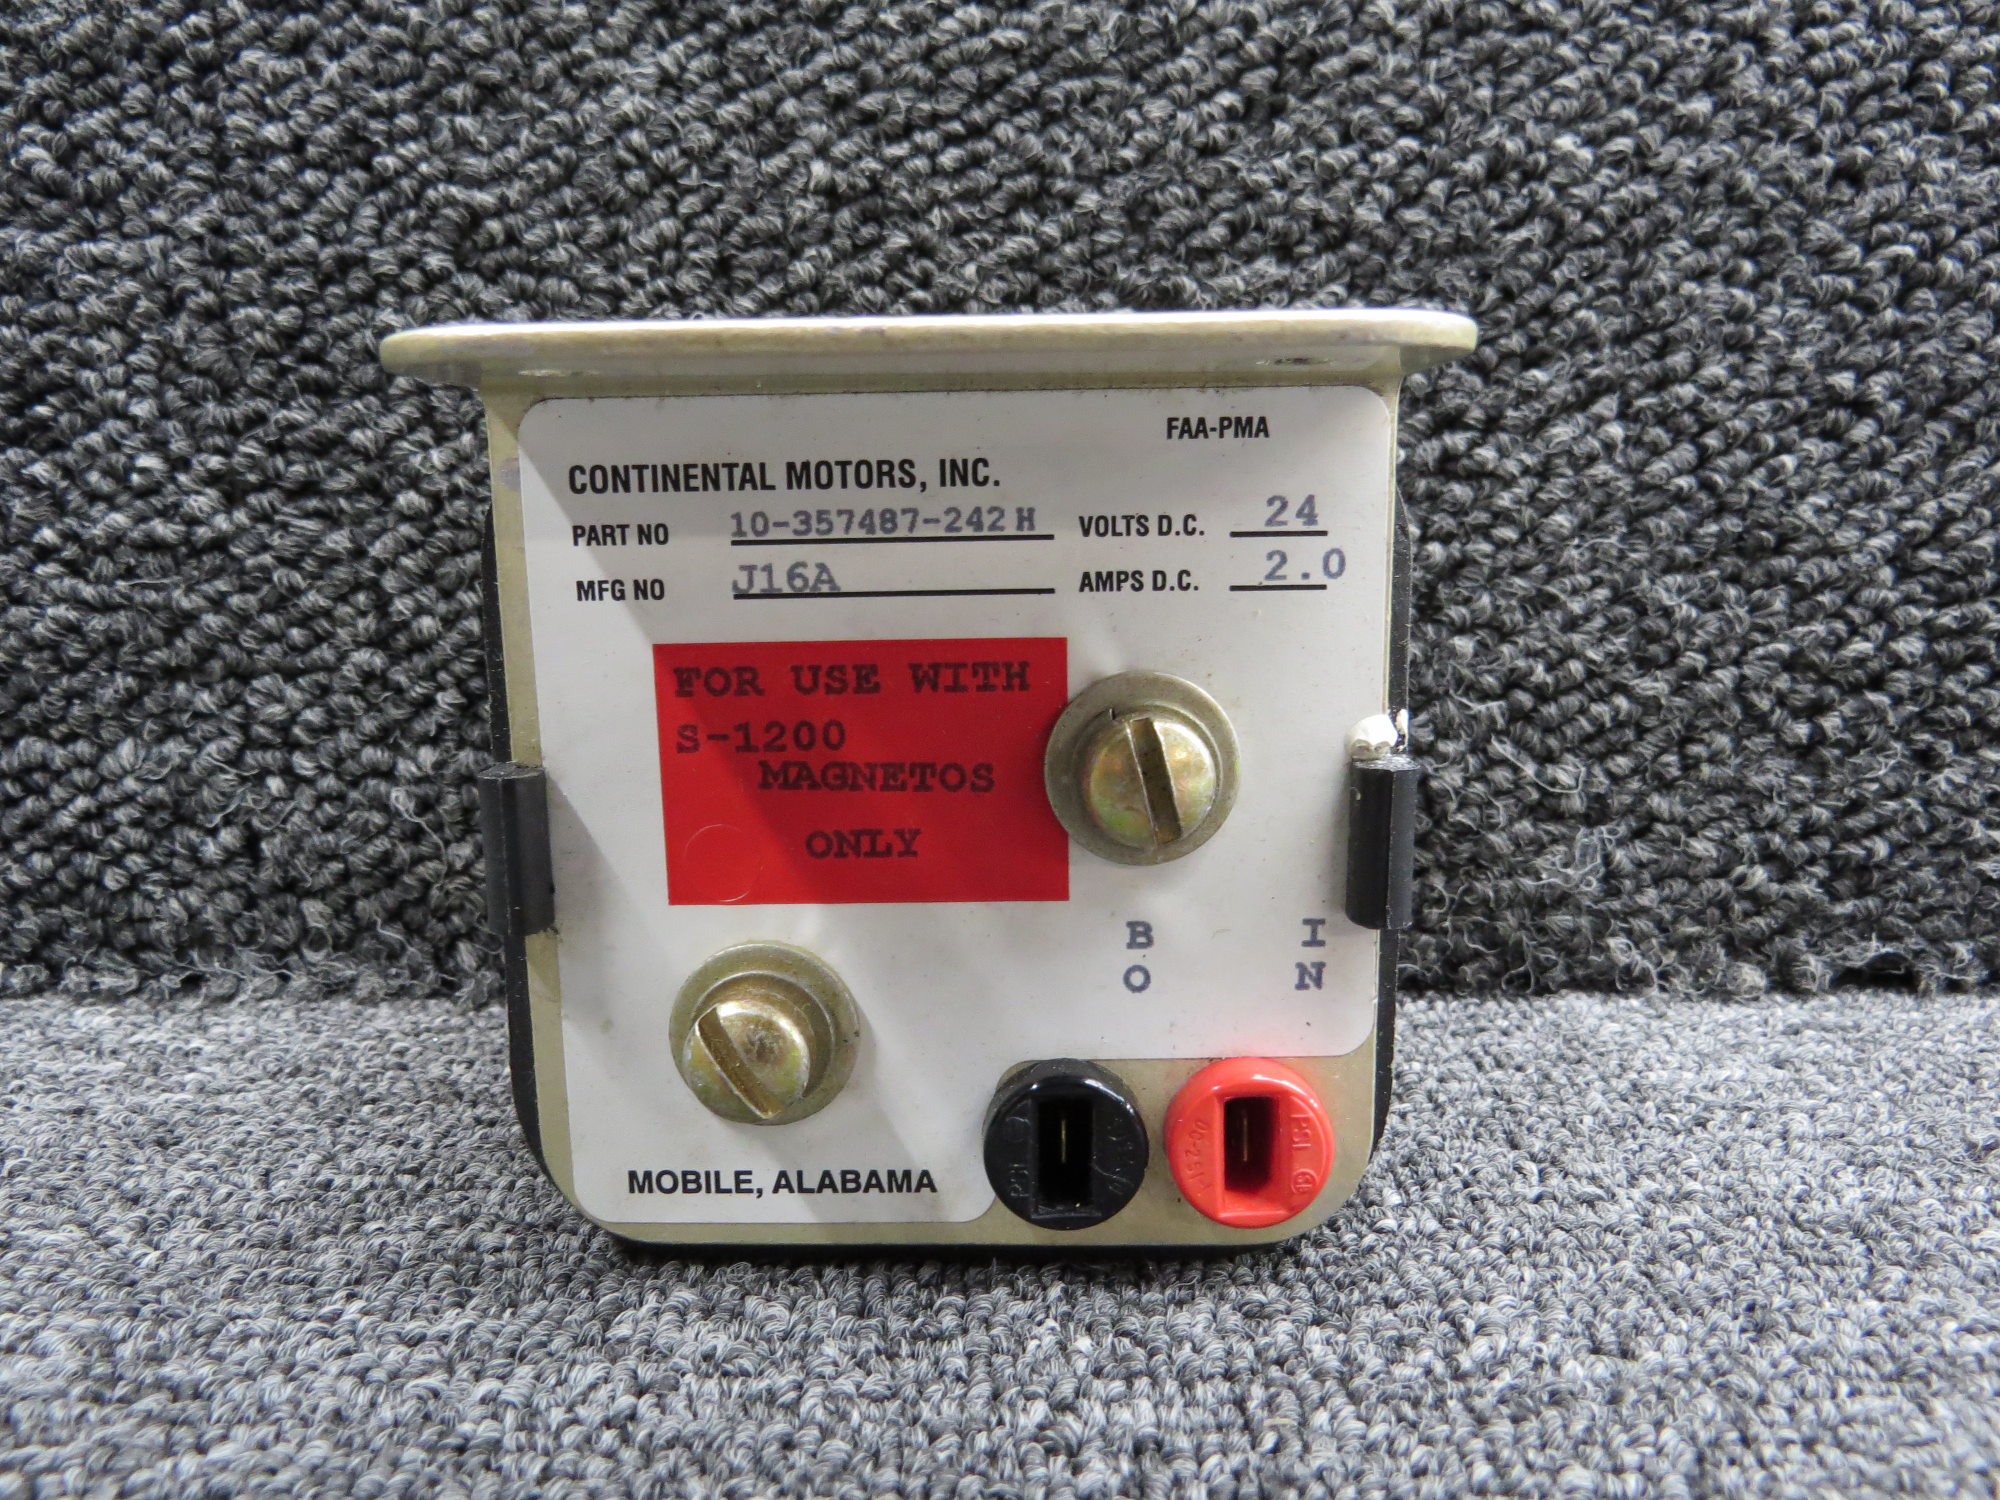 FAA-PMA
CONTINENTAL MOTORS, INC.
PART NO 10-357487-242 H VOLTS D.C. 24
MFG NO J16A AMPS D.C. 2.0
FOR USE WITH
S-1200
MAGNETOS
ONLY
B I
O N
MOBILE, ALABAMA
PSI